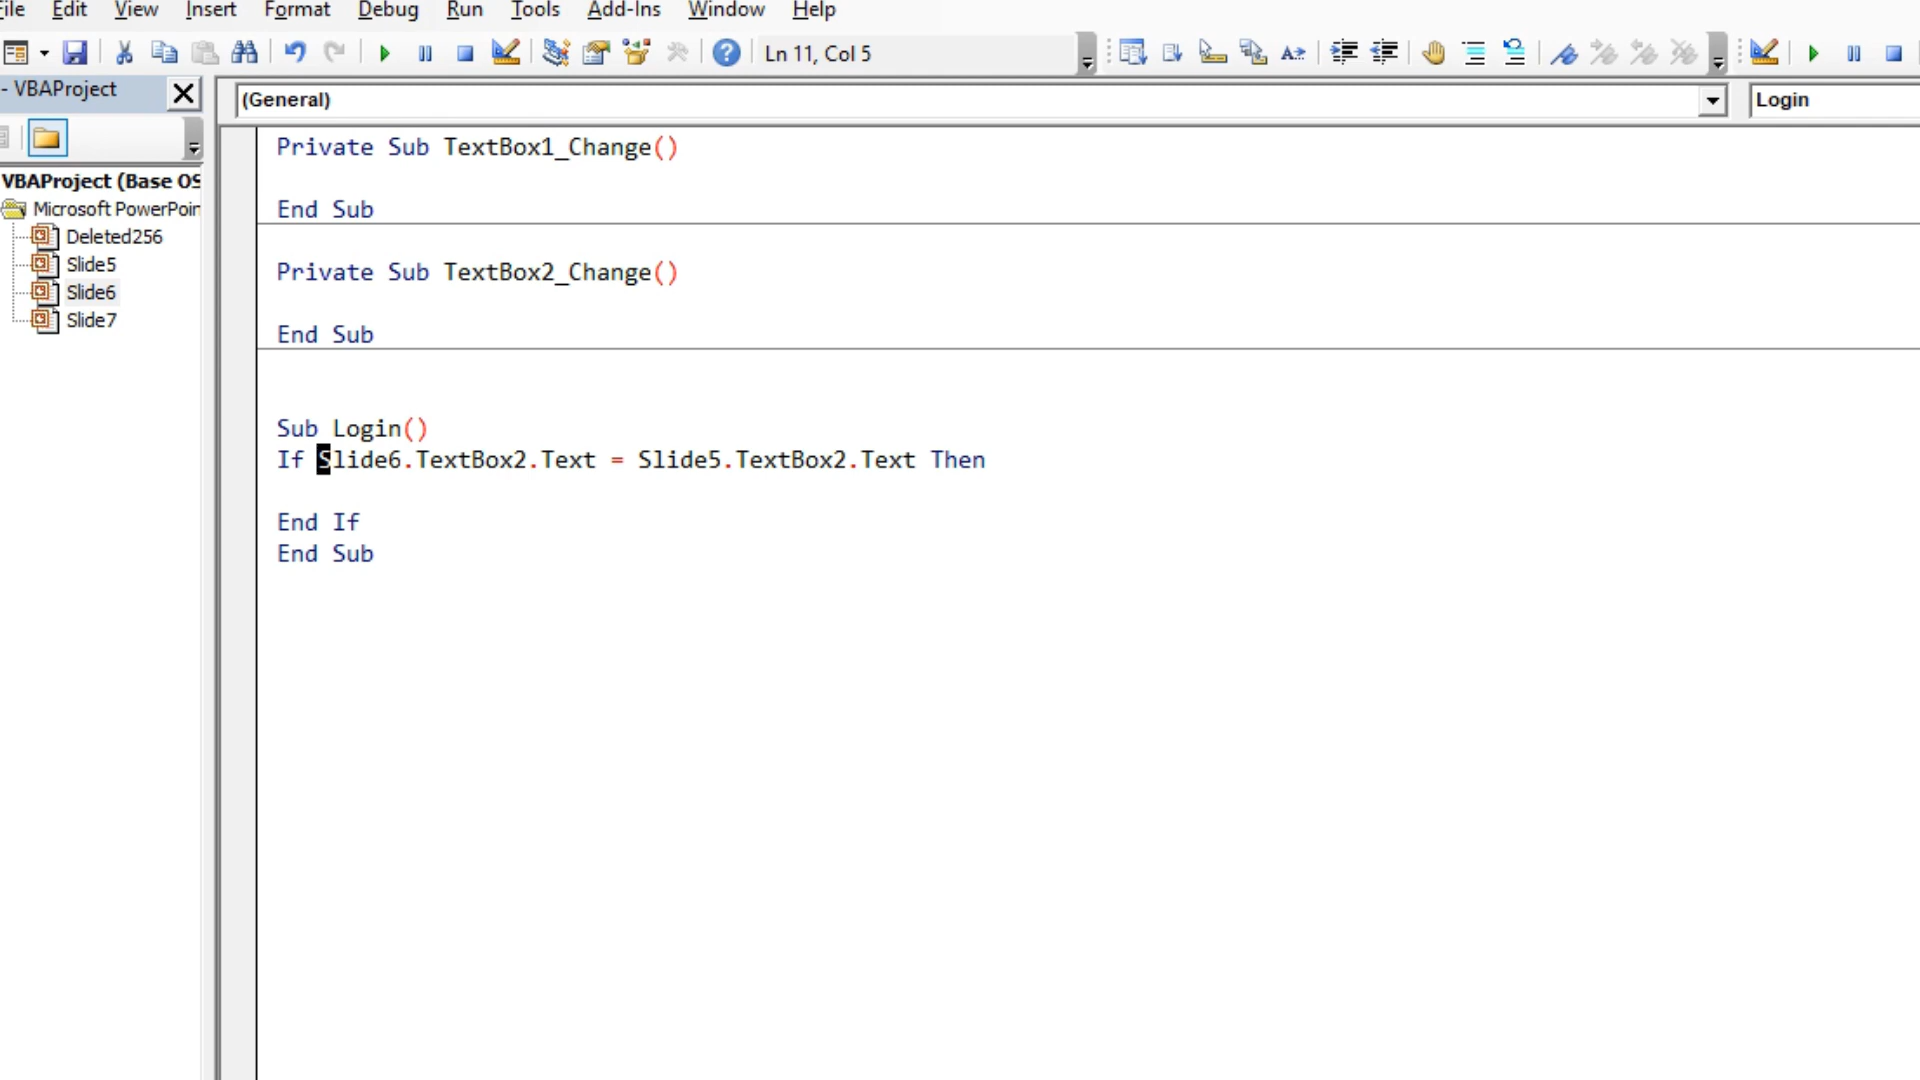 ile Edit View Insert Format Debug Run Tools Add-Ins Window Help
Ln 11, Col 5
- VBAProject
(General)
Login
VBAProject (Base OS
Microsoft PowerPoin
Deleted256
Slide5
Slide6
Slide7
Private Sub TextBox1_Change()
End Sub
Private Sub TextBox2_Change()
End Sub
Sub Login()
If Slide6.TextBox2.Text = Slide5.TextBox2.Text Then
End If
End Sub